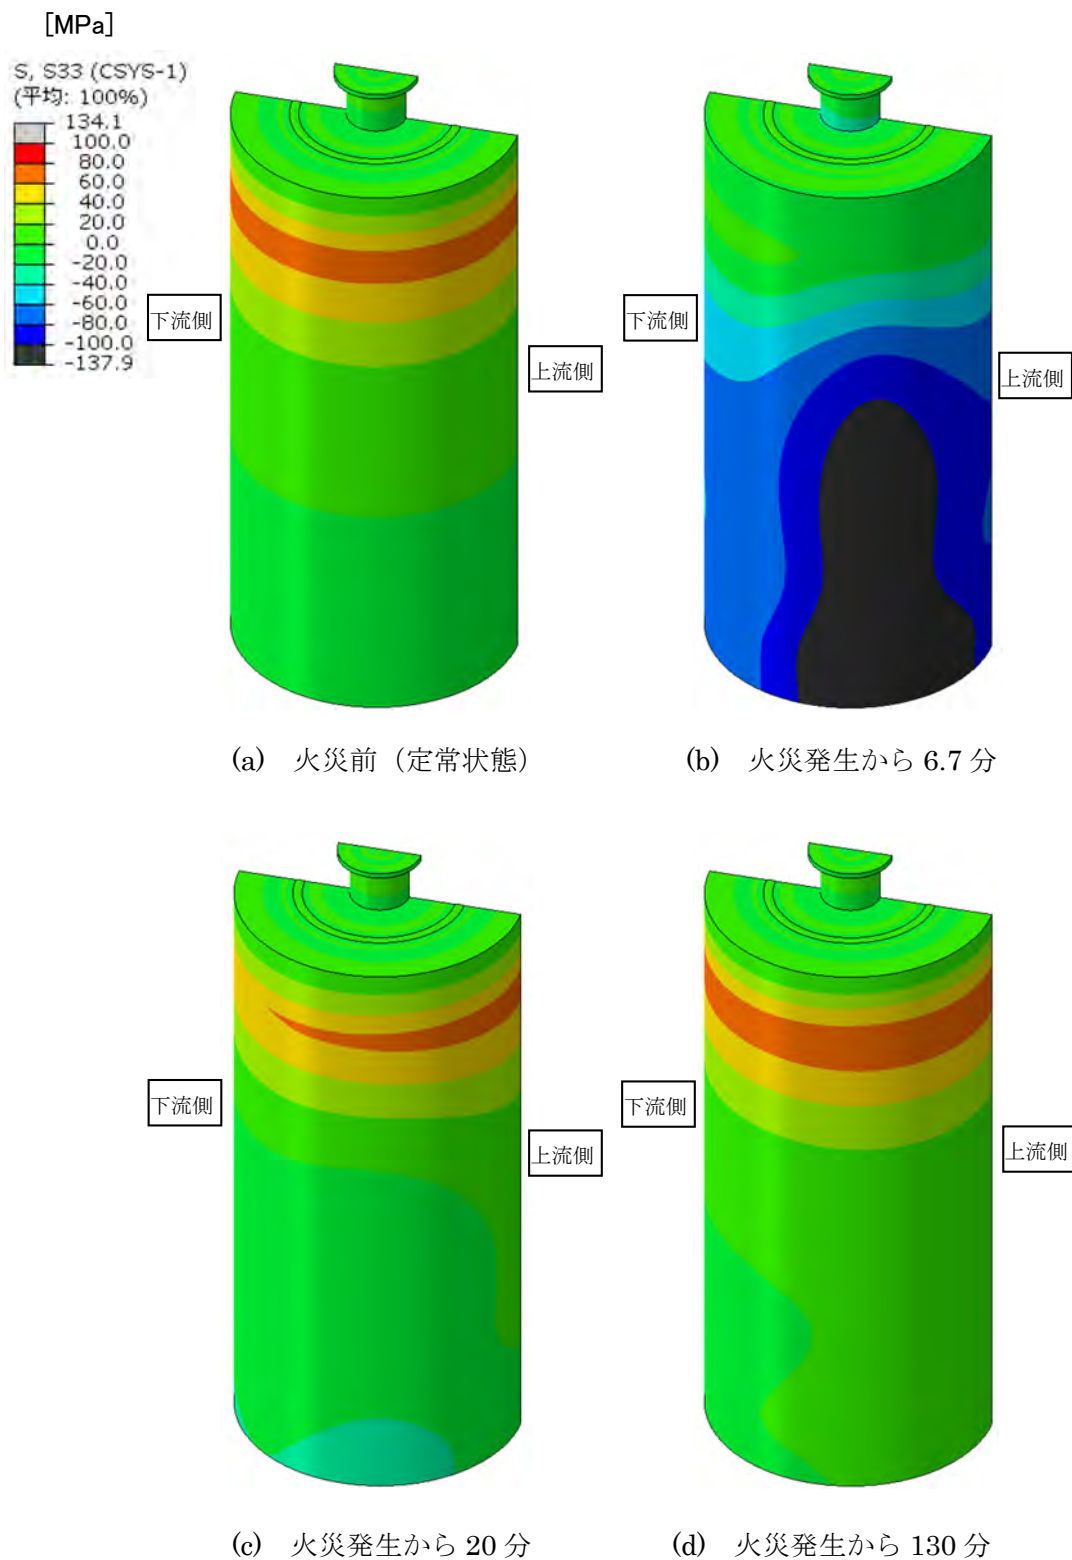 [MPa]
S, S33 (CSYS-1)
(平均: 100%)
134.1
100.0
80.0
60.0
40.0
20.0
0.0
-20.0
-40.0
-60.0
-80.0
-100.0
-137.9
下流側
上流側
下流側
上流側
(a) 火災前（定常状態）
(b) 火災発生から 6.7 分
下流側
上流側
下流側
上流側
(c) 火災発生から 20 分
(d) 火災発生から 130 分